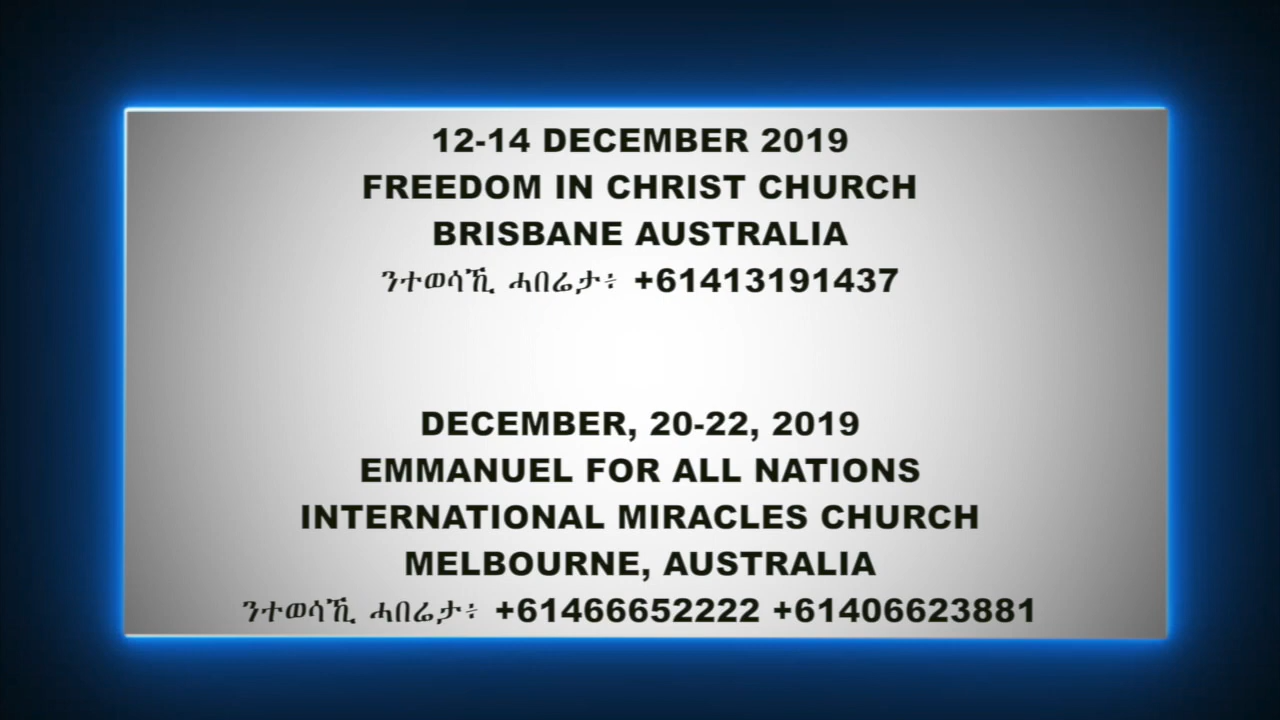 12-14 DECEMBER 2019
FREEDOM IN CHRIST CHURCH
BRISBANE AUSTRALIA
ንተወሳኺ ሓበሬታ፥ +61413191437
DECEMBER, 20-22, 2019
EMMANUEL FOR ALL NATIONS
INTERNATIONAL MIRACLES CHURCH
MELBOURNE, AUSTRALIA
ንተወሳኺ ሓበሬታ፥ +61466652222 +61406623881